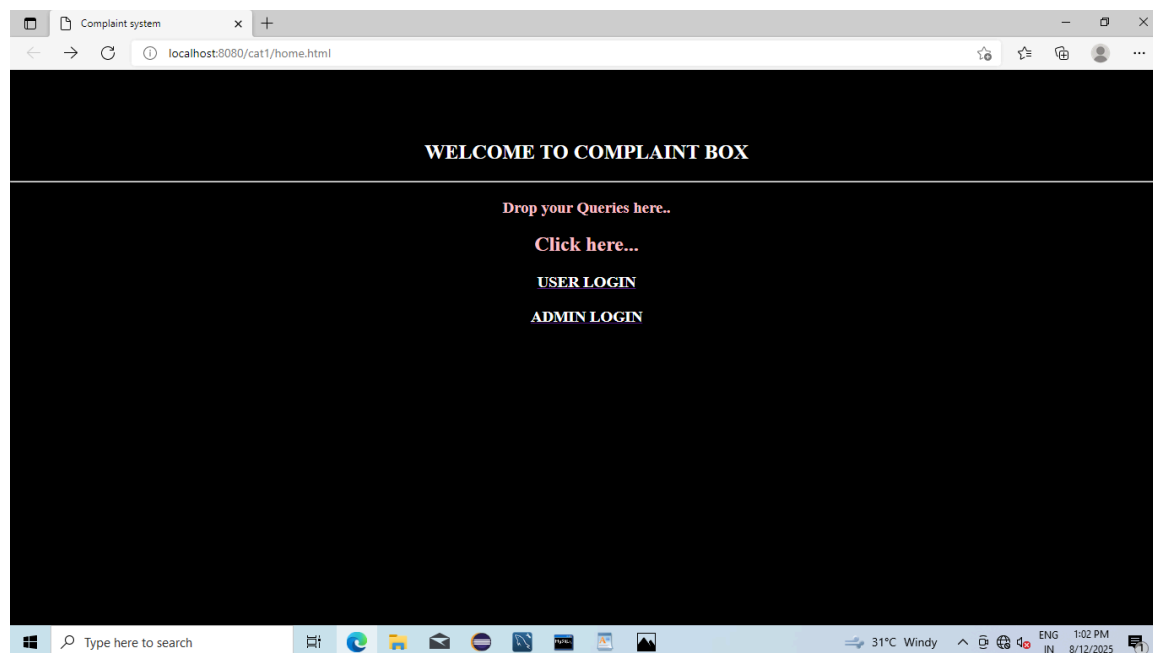 Complaint system
localhost:8080/cat1/home.html
WELCOME TO COMPLAINT BOX
Drop your Queries here..
Click here...
USER LOGIN
ADMIN LOGIN
Type here to search
31°C Windy
ENG
IN
1:02 PM
8/12/2025
1